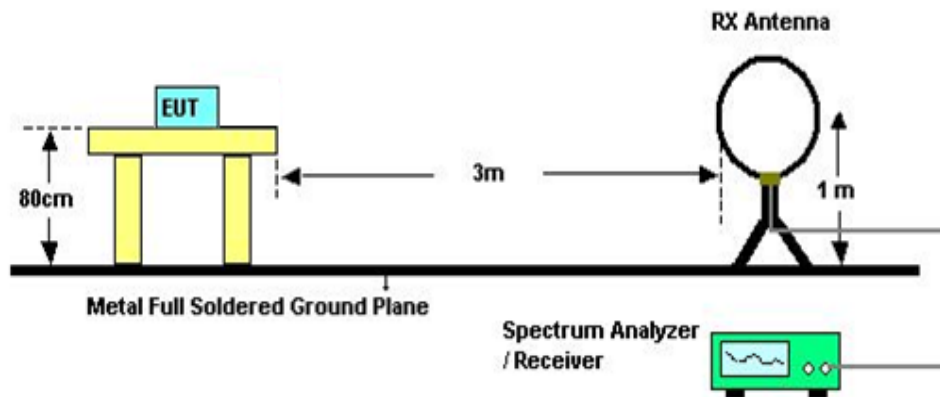 RX Antenna
EUT
80cm
3m
1 m
Metal Full Soldered Ground Plane
Spectrum Analyzer
/ Receiver